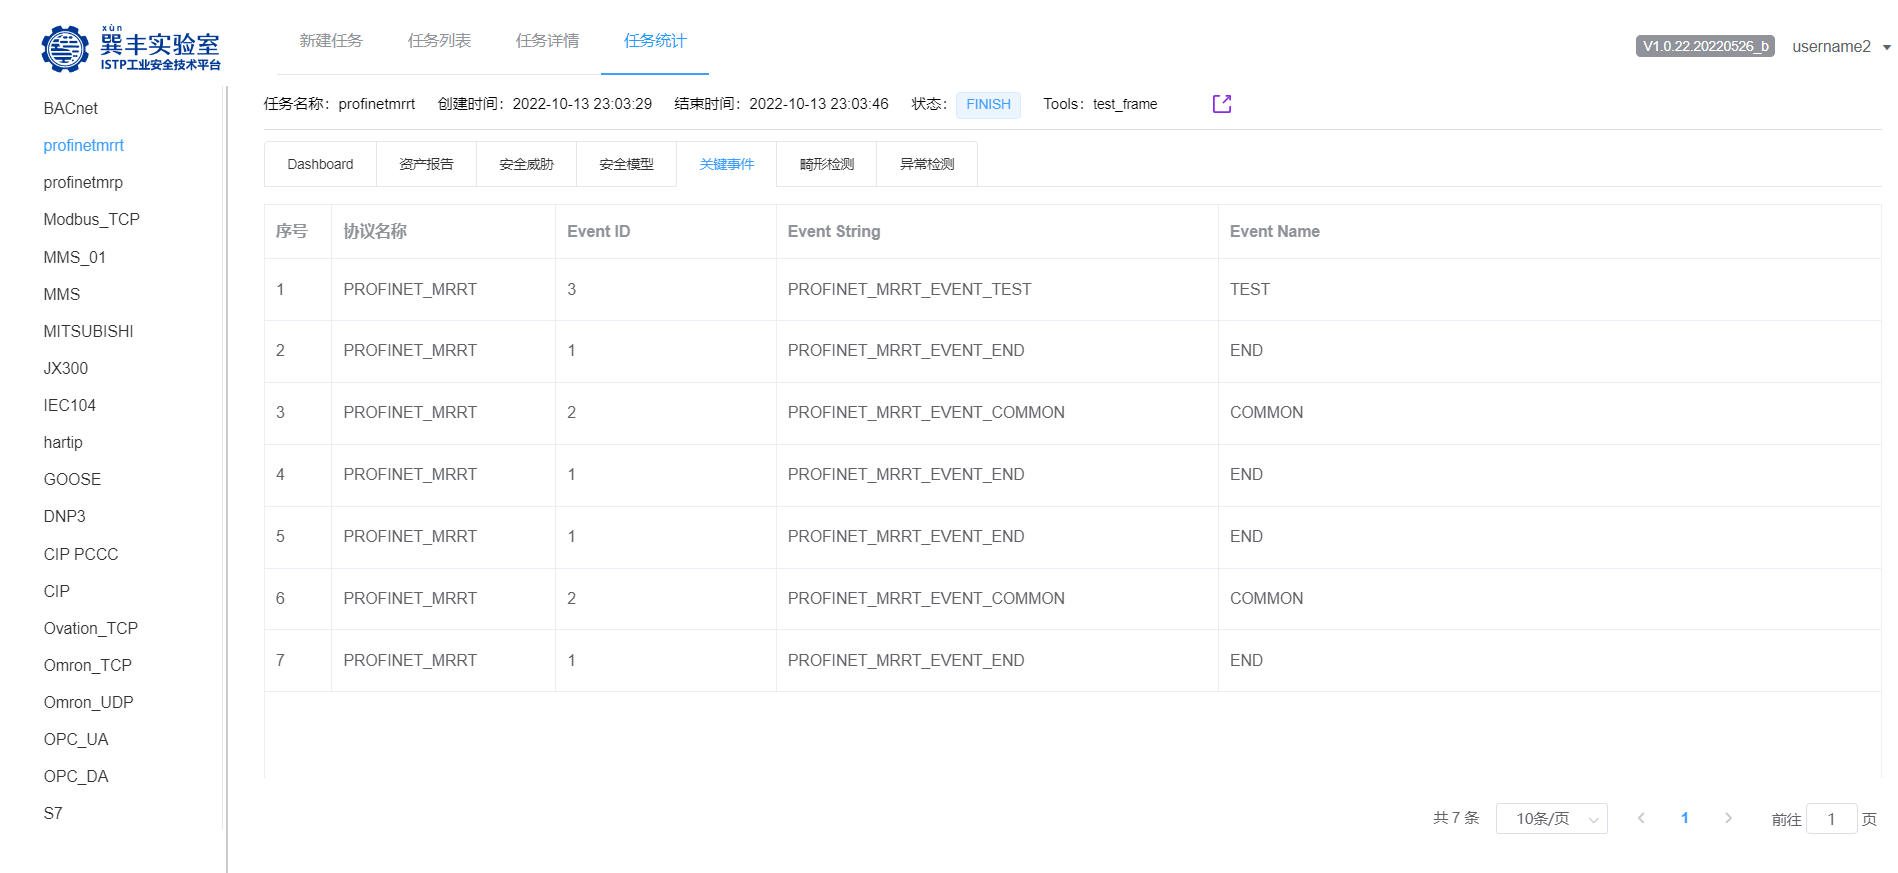 xùn
巽丰实验室
ISTP工业安全技术平台
新建任务 任务列表 任务详情 任务统计
V1.0.22.20220526_b username2
任务名称：profinetmrrt 创建时间：2022-10-13 23:03:29 结束时间：2022-10-13 23:03:46 状态： FINISH Tools：test_frame
BACnet
profinetmrrt
profinetmrp
Modbus_TCP
MMS_01
MMS
MITSUBISHI
JX300
IEC104
hartip
GOOSE
DNP3
CIP PCCC
CIP
Ovation_TCP
Omron_TCP
Omron_UDP
OPC_UA
OPC_DA
S7
Dashboard 资产报告 安全威胁 安全模型 关键事件 畸形检测 异常检测
序号 协议名称 Event ID Event String Event Name
1 PROFINET_MRRT 3 PROFINET_MRRT_EVENT_TEST TEST
2 PROFINET_MRRT 1 PROFINET_MRRT_EVENT_END END
3 PROFINET_MRRT 2 PROFINET_MRRT_EVENT_COMMON COMMON
4 PROFINET_MRRT 1 PROFINET_MRRT_EVENT_END END
5 PROFINET_MRRT 1 PROFINET_MRRT_EVENT_END END
6 PROFINET_MRRT 2 PROFINET_MRRT_EVENT_COMMON COMMON
7 PROFINET_MRRT 1 PROFINET_MRRT_EVENT_END END
共 7 条 10条/页 1 前往 1 页